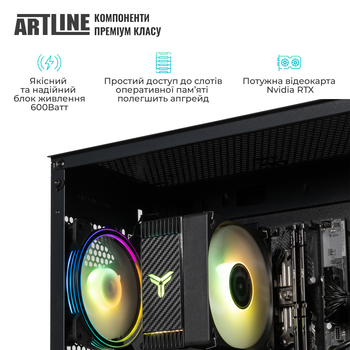 ARTLINE
КОМПОНЕНТИ
ПРЕМІУМ КЛАСУ
Якісний
та надійний
блок живлення
600Ватт
Простий доступ до слотів
оперативної пам'яті
полегшить апгрейд
Потужна відеокарта
Nvidia RTX